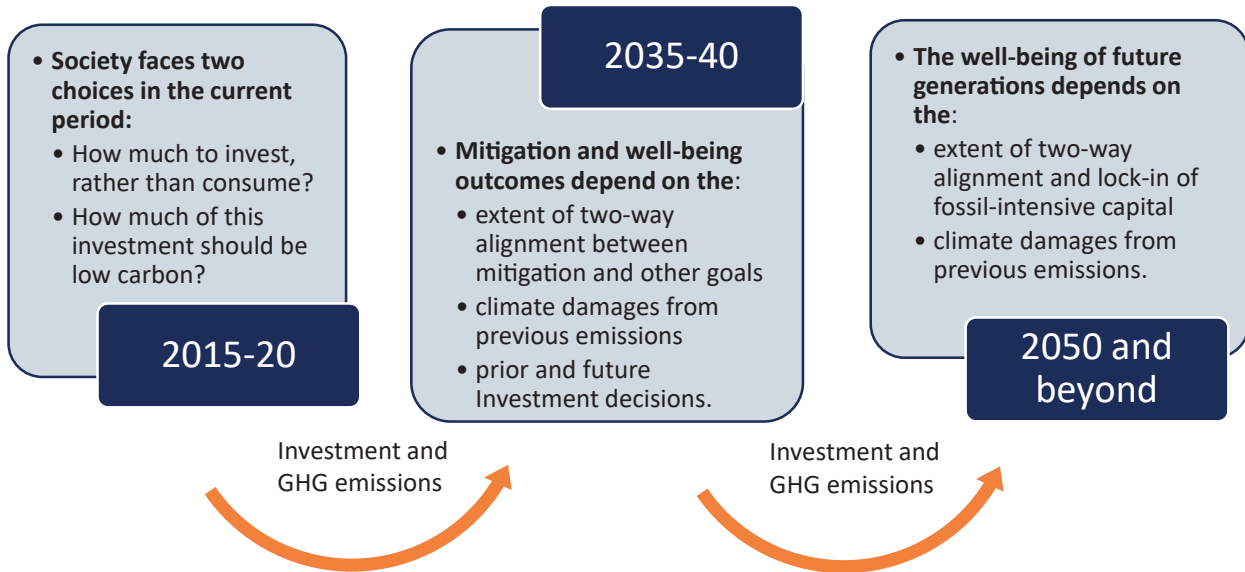 • Society faces two
choices in the current
period:
• How much to invest,
rather than consume?
• How much of this
investment should be
low carbon?
2015-20
2035-40
• Mitigation and well-being
outcomes depend on the:
• extent of two-way
alignment between
mitigation and other goals
• climate damages from
previous emissions
• prior and future
Investment decisions.
• The well-being of future
generations depends on
the:
• extent of two-way
alignment and lock-in of
fossil-intensive capital
• climate damages from
previous emissions.
2050 and
beyond
Investment and
GHG emissions
Investment and
GHG emissions